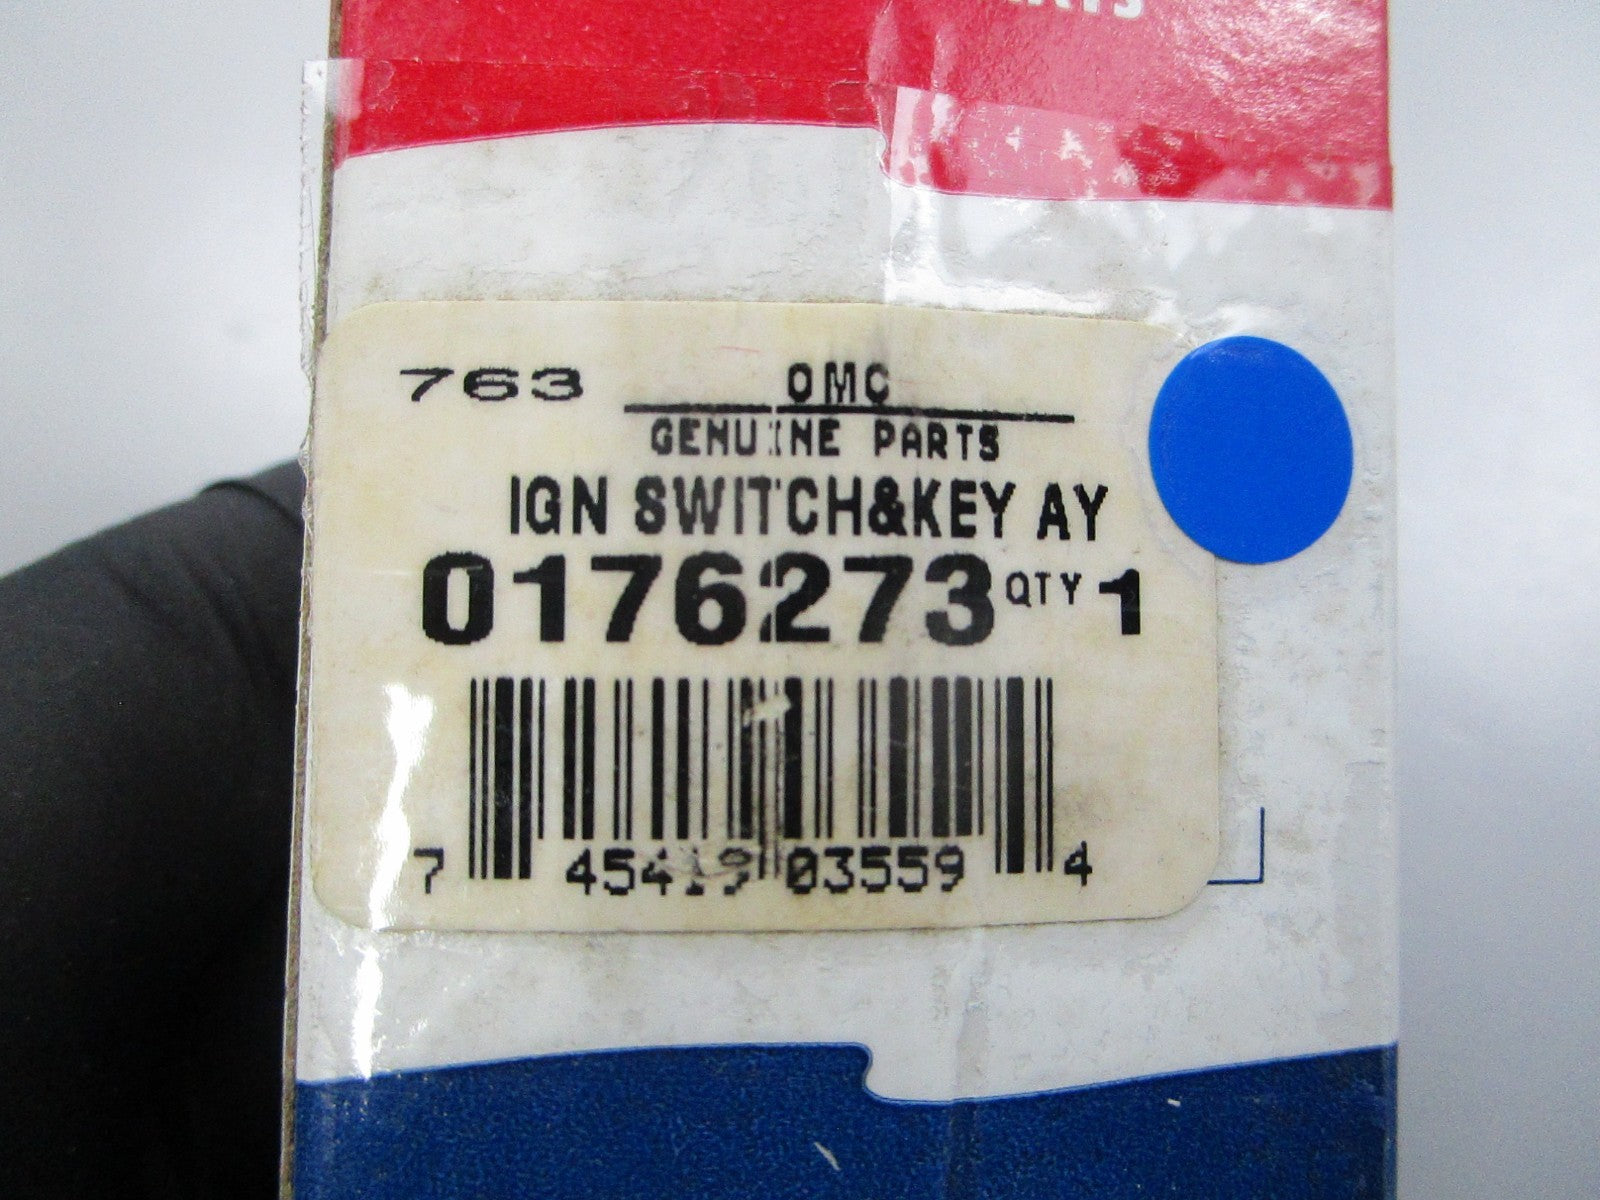 763 OMC
GENUINE PARTS
IGN SWITCH&KEY AY
0176273 QTY 1
7 45419 03559 4